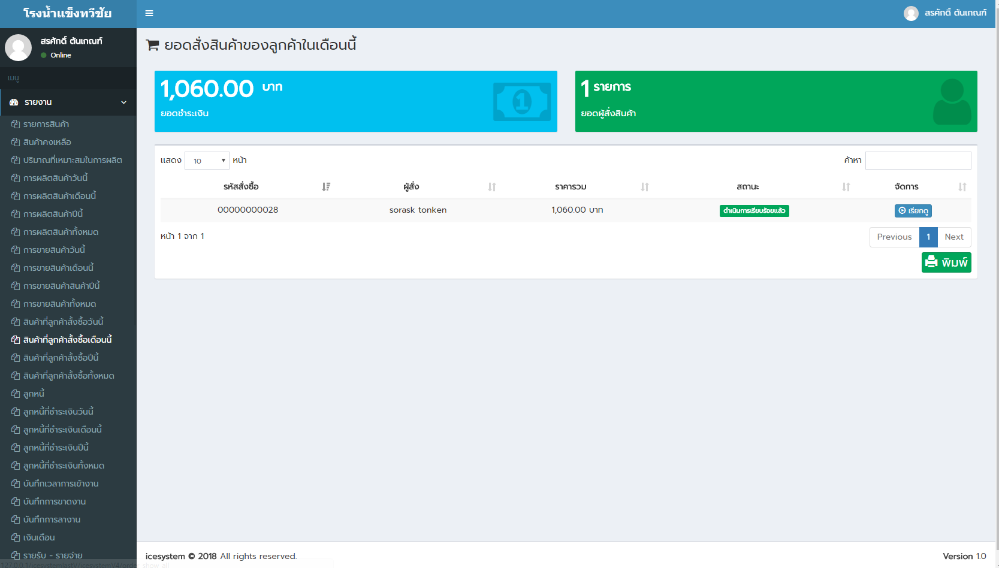 โรงน้ำแข็งทวีชัย
สรศักดิ์ ต้นเกณฑ์
สรศักดิ์ ต้นเกณฑ์
Online
เมนู
รายงาน
รายการสินค้า
สินค้าคงเหลือ
ปริมาณที่เหมาะสมในการผลิต
การผลิตสินค้าวันนี้
การผลิตสินค้าเดือนนี้
การผลิตสินค้าปีนี้
การผลิตสินค้าทั้งหมด
การขายสินค้าวันนี้
การขายสินค้าเดือนนี้
การขายสินค้าสินค้าปีนี้
การขายสินค้าทั้งหมด
สินค้าที่ลูกค้าสั้งซื้อวันนี้
สินค้าที่ลูกค้าสั้งซื้อเดือนนี้
สินค้าที่ลูกค้าสั้งซื้อปีนี้
สินค้าที่ลูกค้าสั้งซื้อทั้งหมด
ลูกหนี้
ลูกหนี้ที่ชำระเงินวันนี้
ลูกหนี้ที่ชำระเงินเดือนนี้
ลูกหนี้ที่ชำระเงินปีนี้
ลูกหนี้ที่ชำระเงินทั้งหมด
บันทึกเวลาการเข้างาน
บันทึกการขาดงาน
บันทึกการลางาน
เงินเดือน
รายรับ - รายจ่าย
127.0.0.1/icesystemlastV/icesystemV4/order_show_all
ยอดสั่งสินค้าของลูกค้าในเดือนนี้
1,060.00 บาท
ยอดชำระเงิน
1 รายการ
ยอดผู้สั่งสินค้า
แสดง 10 หน้า
ค้าหา
รหัสสั่งซื้อ ผู้สั่ง ราคารวม สถานะ จัดการ
00000000028 sorask tonken 1,060.00 บาท ดำเนินการเรียบร้อยแล้ว เรียกดู
หน้า 1 จาก 1
Previous 1 Next
พิมพ์
icesystem © 2018 All rights reserved.
Version 1.0